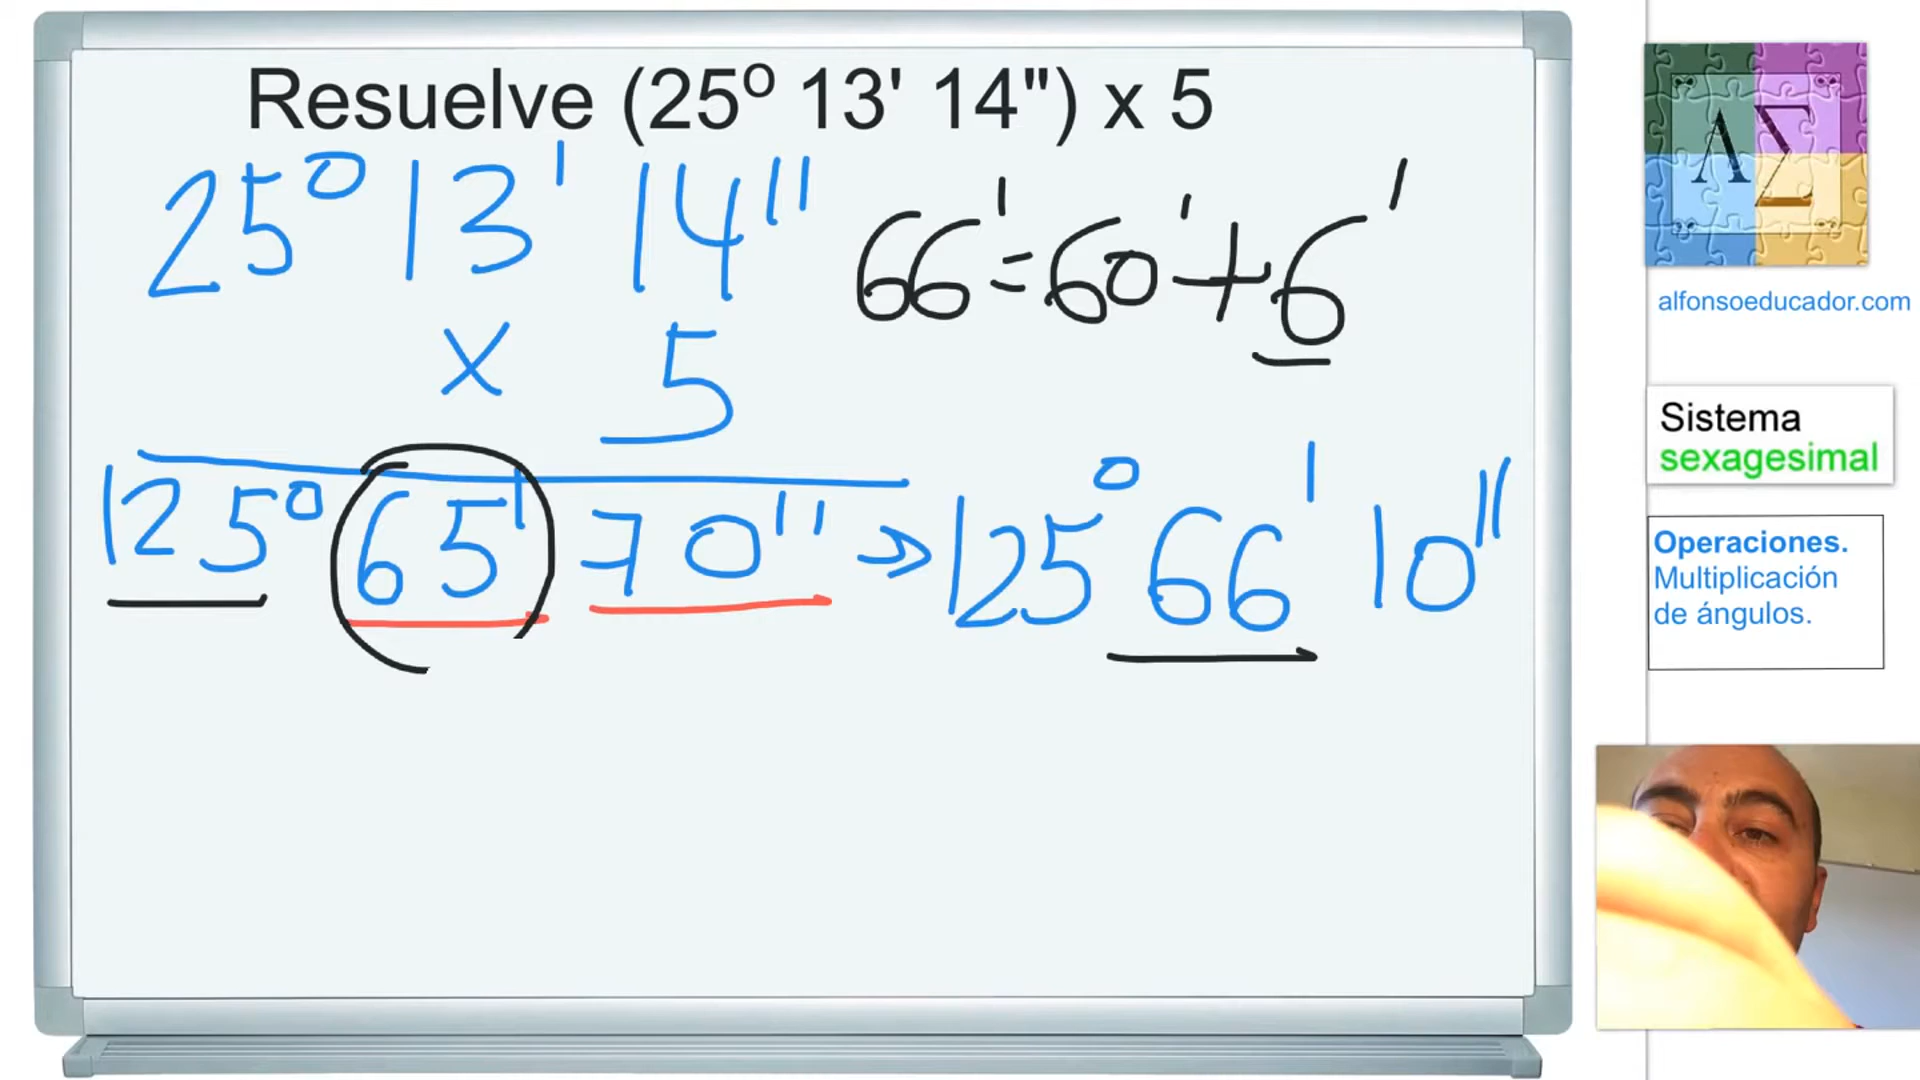 Resuelve (25º 13' 14") x 5
25º 13' 14"
66' = 60' + 6'
x 5
125º 65' 70" → 125º 66' 10"
ΛΣ
alfonsoeducador.com
Sistema
sexagesimal
Operaciones.
Multiplicación
de ángulos.